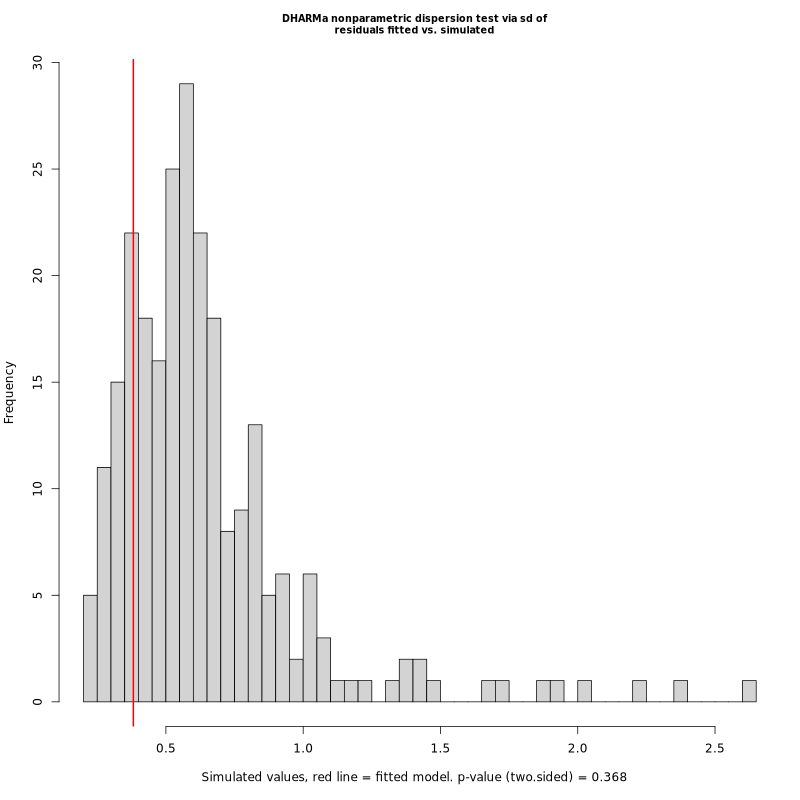 DHARMa nonparametric dispersion test via sd of
residuals fitted vs. simulated
30
25
20
15
10
5
0
Frequency
0.5 1.0 1.5 2.0 2.5
Simulated values, red line = fitted model. p-value (two.sided) = 0.368